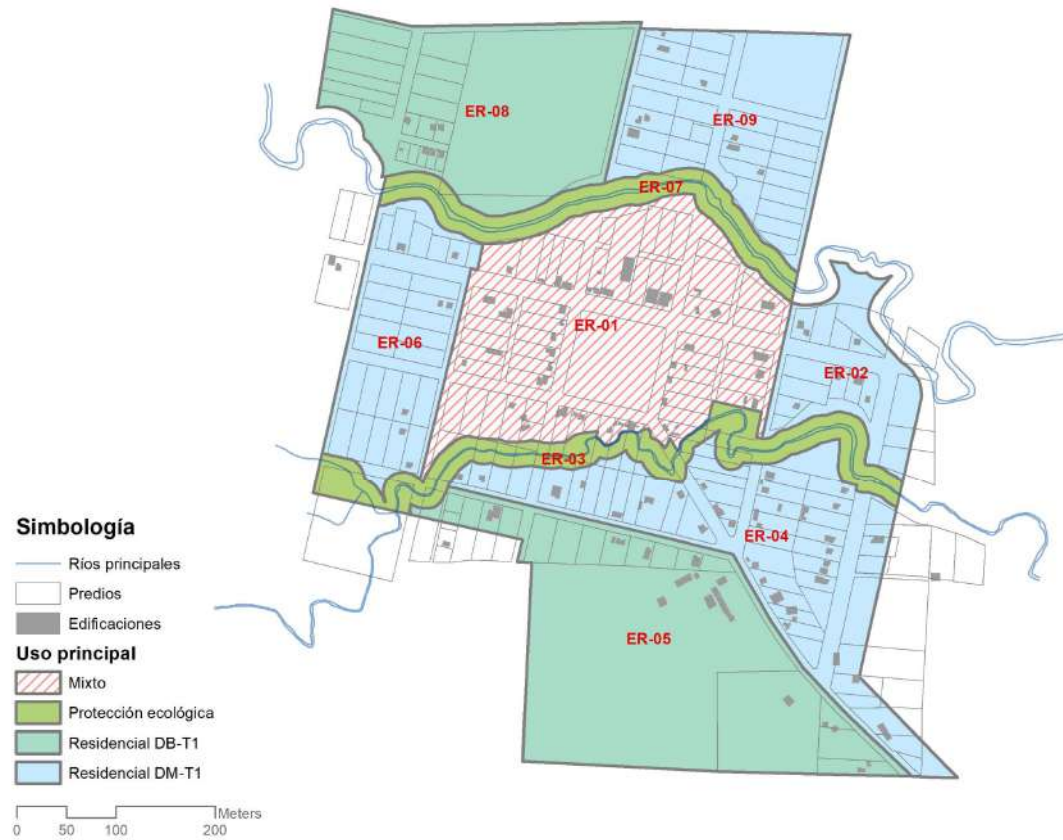 ER-08
ER-09
ER-07
ER-01
ER-06
ER-02
ER-03
ER-04
ER-05
Simbología
Ríos principales
Predios
Edificaciones
Uso principal
Mixto
Protección ecológica
Residencial DB-T1
Residencial DM-T1
Meters
0 50 100 200